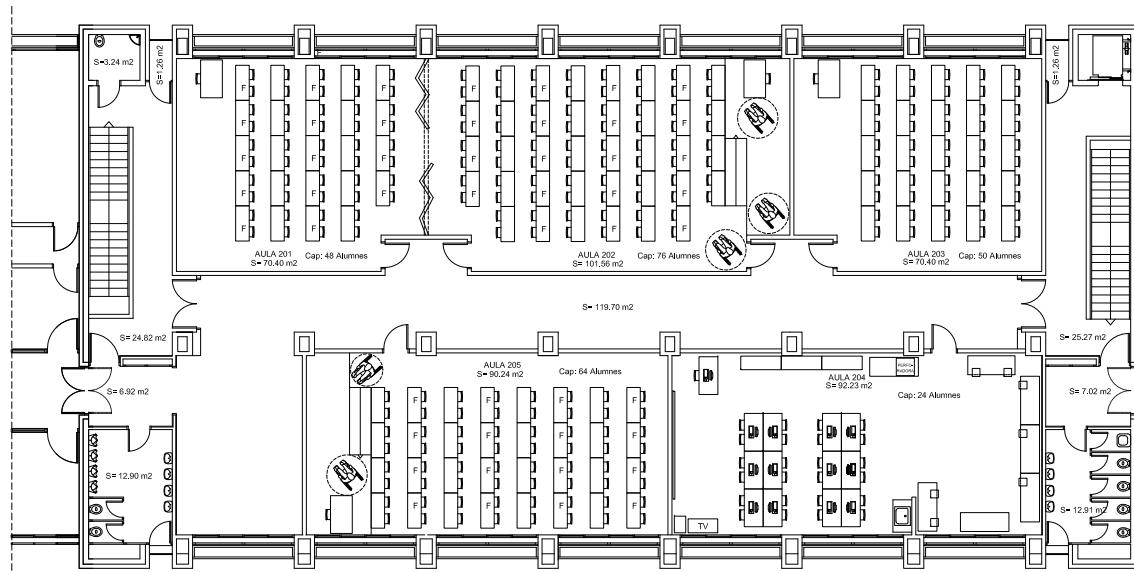 S=3.24 m2
S=1.26 m2
S=1.26 m2
F F F F F F F
F F F F F F F
F F F F F F F
F F F F F F F
F F F F F
AULA 201
S= 70.40 m2
Cap: 48 Alumnes
AULA 202
S= 101.56 m2
Cap: 76 Alumnes
AULA 203
S= 70.40 m2
Cap: 50 Alumnes
S= 119.70 m2
S= 24.82 m2
S= 25.27 m2
AULA 205
S= 90.24 m2
Cap: 64 Alumnes
PERFO-
RADORA
AULA 204
S= 92.23 m2
Cap: 24 Alumnes
S= 6.92 m2
S= 7.02 m2
F F F F
F F F F
F F F F
F F F F
S= 12.90 m2
S= 12.91 m2
TV